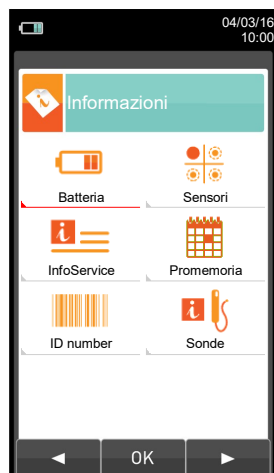 04/03/16
10:00
Informazioni
Batteria
Sensori
InfoService
Promemoria
ID number
Sonde
OK